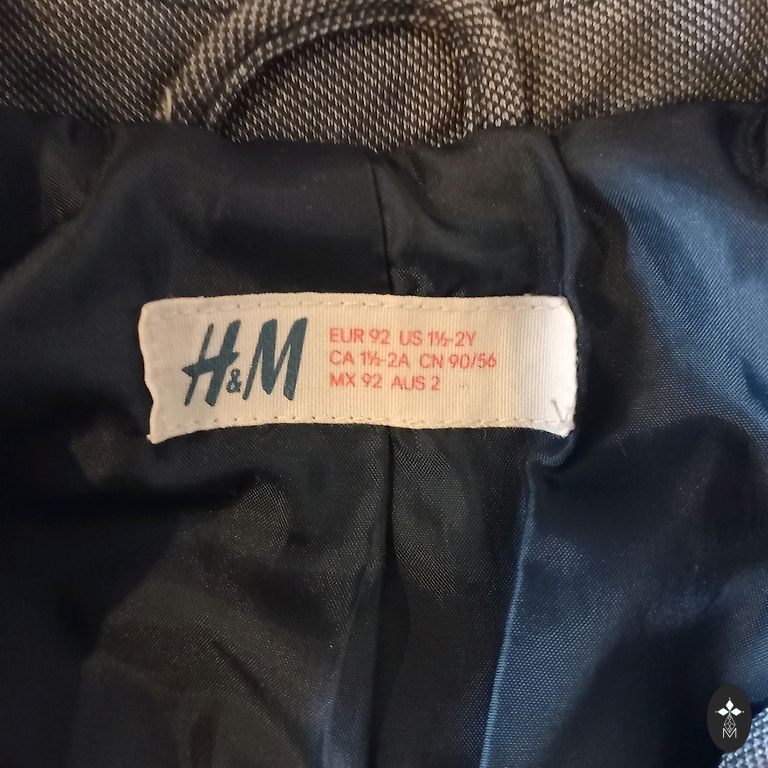 H&M
EUR 92 US 1½-2Y
CA 1½-2A CN 90/56
MX 92 AUS 2